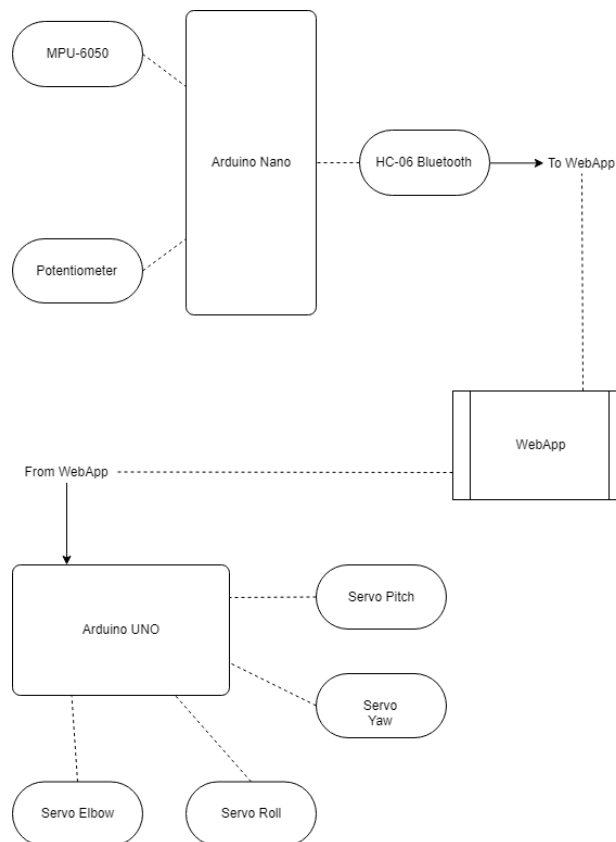 MPU-6050
Arduino Nano
HC-06 Bluetooth
To WebApp
Potentiometer
WebApp
From WebApp
Servo Pitch
Arduino UNO
Servo
Yaw
Servo Elbow
Servo Roll